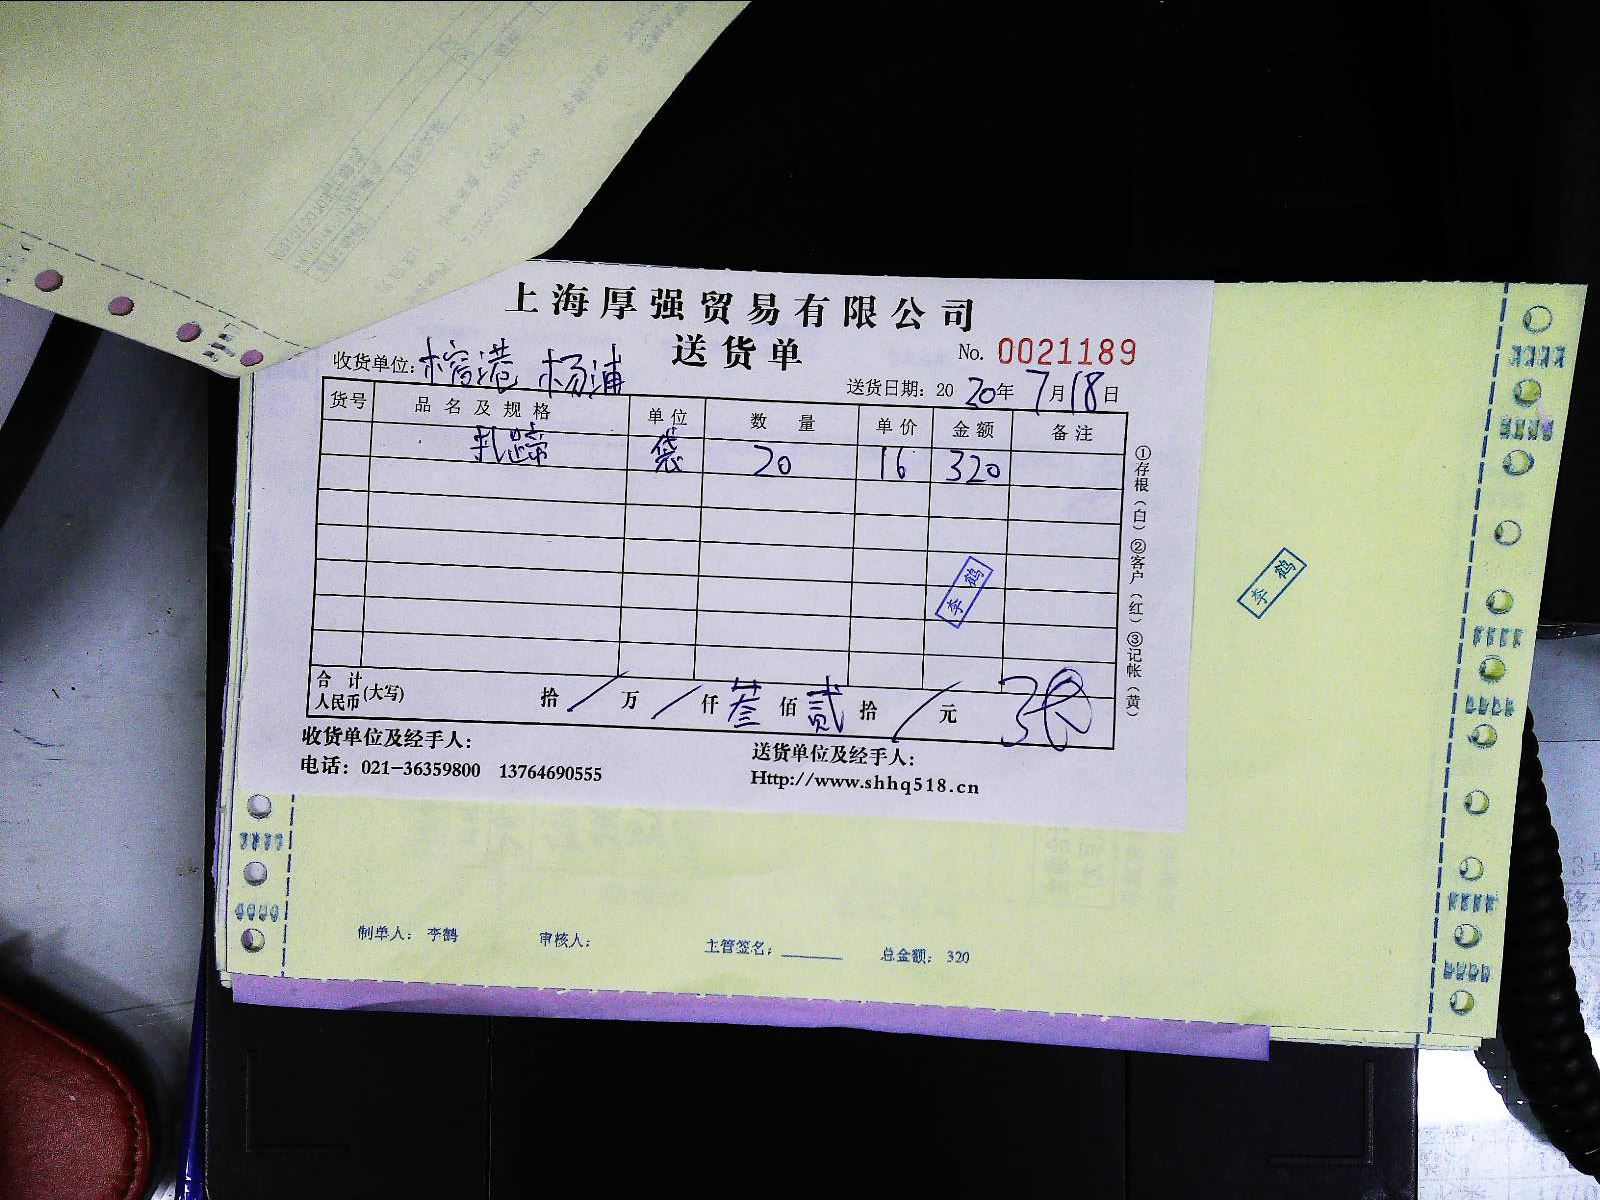 上海厚强贸易有限公司
送货单
No. 0021189
收货单位: 榕港 杨浦
送货日期: 2020年7月18日
货号 品名及规格 单位 数量 单价 金额 备注
扎蹄 袋 20 16 320
李鹤
李鹤
①存根(白)②客户(红)③记帐(黄)
合计人民币(大写) 拾/万/仟叁佰贰拾/元
收货单位及经手人:
送货单位及经手人:
电话: 021-36359800 13764690555
Http://www.shhq518.cn
制单人: 李鹤 审核人: 主管签名: 总金额: 320